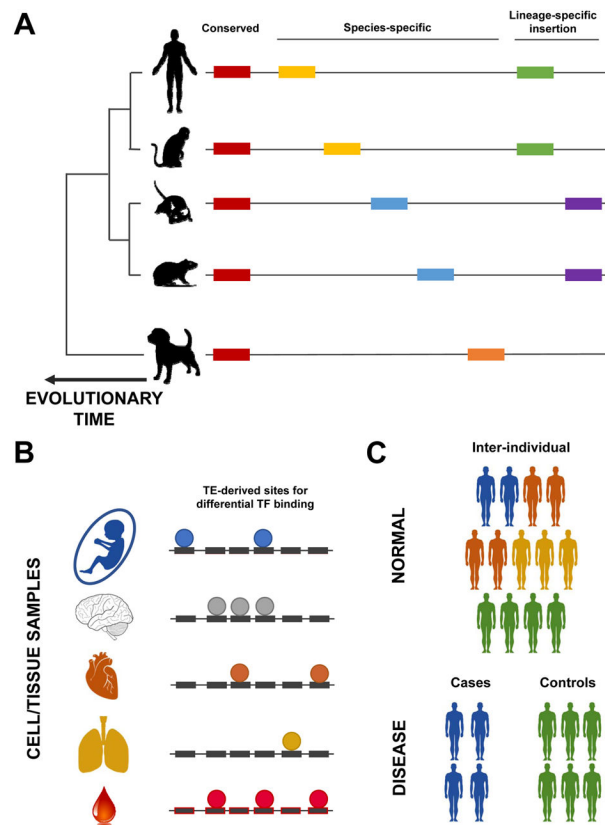 A
Conserved
Species-specific
Lineage-specific
insertion
EVOLUTIONARY
TIME
B
TE-derived sites for
differential TF binding
CELL/TISSUE SAMPLES
C
Inter-individual
NORMAL
Cases
Controls
DISEASE